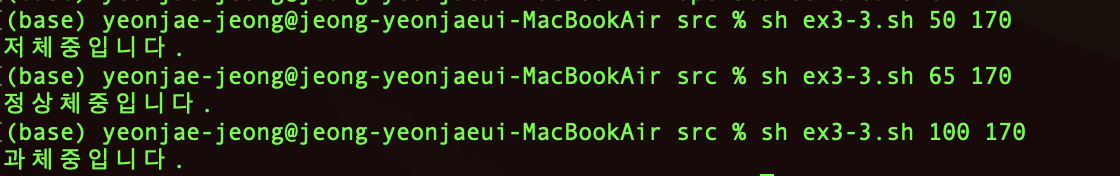 (base) yeonjae-jeong@jeong-yeonjaeui-MacBookAir src % sh ex3-3.sh 50 170
저체중입니다.
(base) yeonjae-jeong@jeong-yeonjaeui-MacBookAir src % sh ex3-3.sh 65 170
정상체중입니다.
(base) yeonjae-jeong@jeong-yeonjaeui-MacBookAir src % sh ex3-3.sh 100 170
과체중입니다.